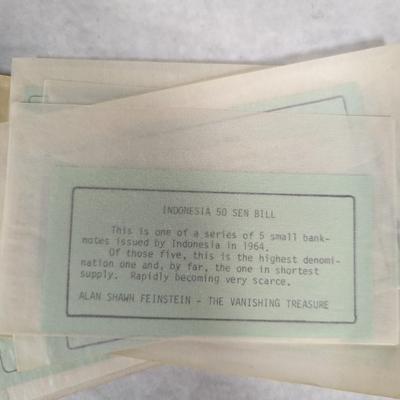 INDONESIA 50 SEN BILL
This is one of a series of 5 small bank-
notes issued by Indonesia in 1964.
Of those five, this is the highest denomi-
nation one and, by far, the one in shortest
supply. Rapidly becoming very scarce.
ALAN SHAWN FEINSTEIN - THE VANISHING TREASURE